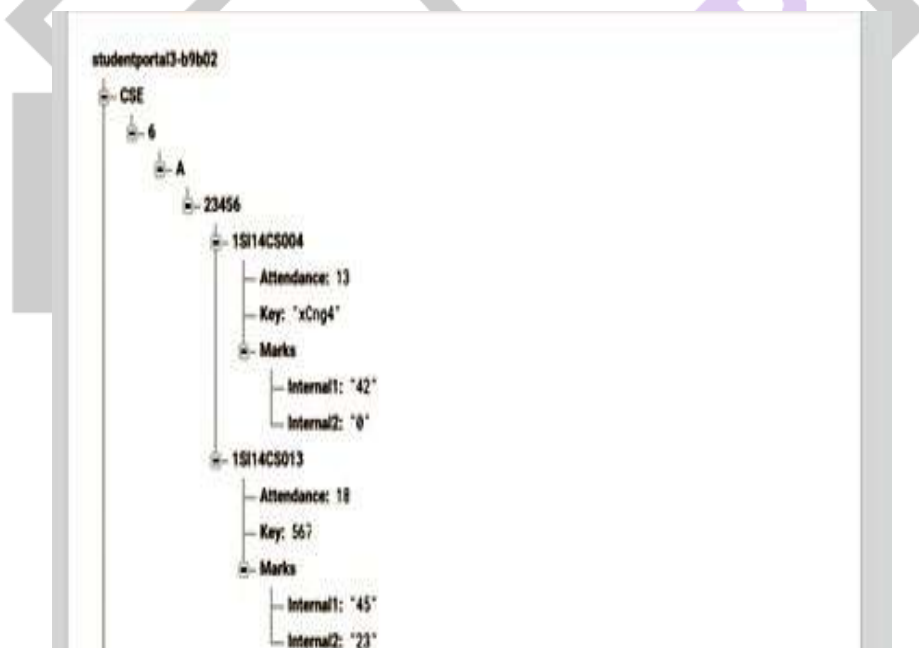 studentportal3-b9b02
CSE
6
A
23456
1SI14CS004
Attendance: 13
Key: "xCng4"
Marks
Internal1: "42"
Internal2: "0"
1SI14CS013
Attendance: 18
Key: 567
Marks
Internal1: "45"
Internal2: "23"